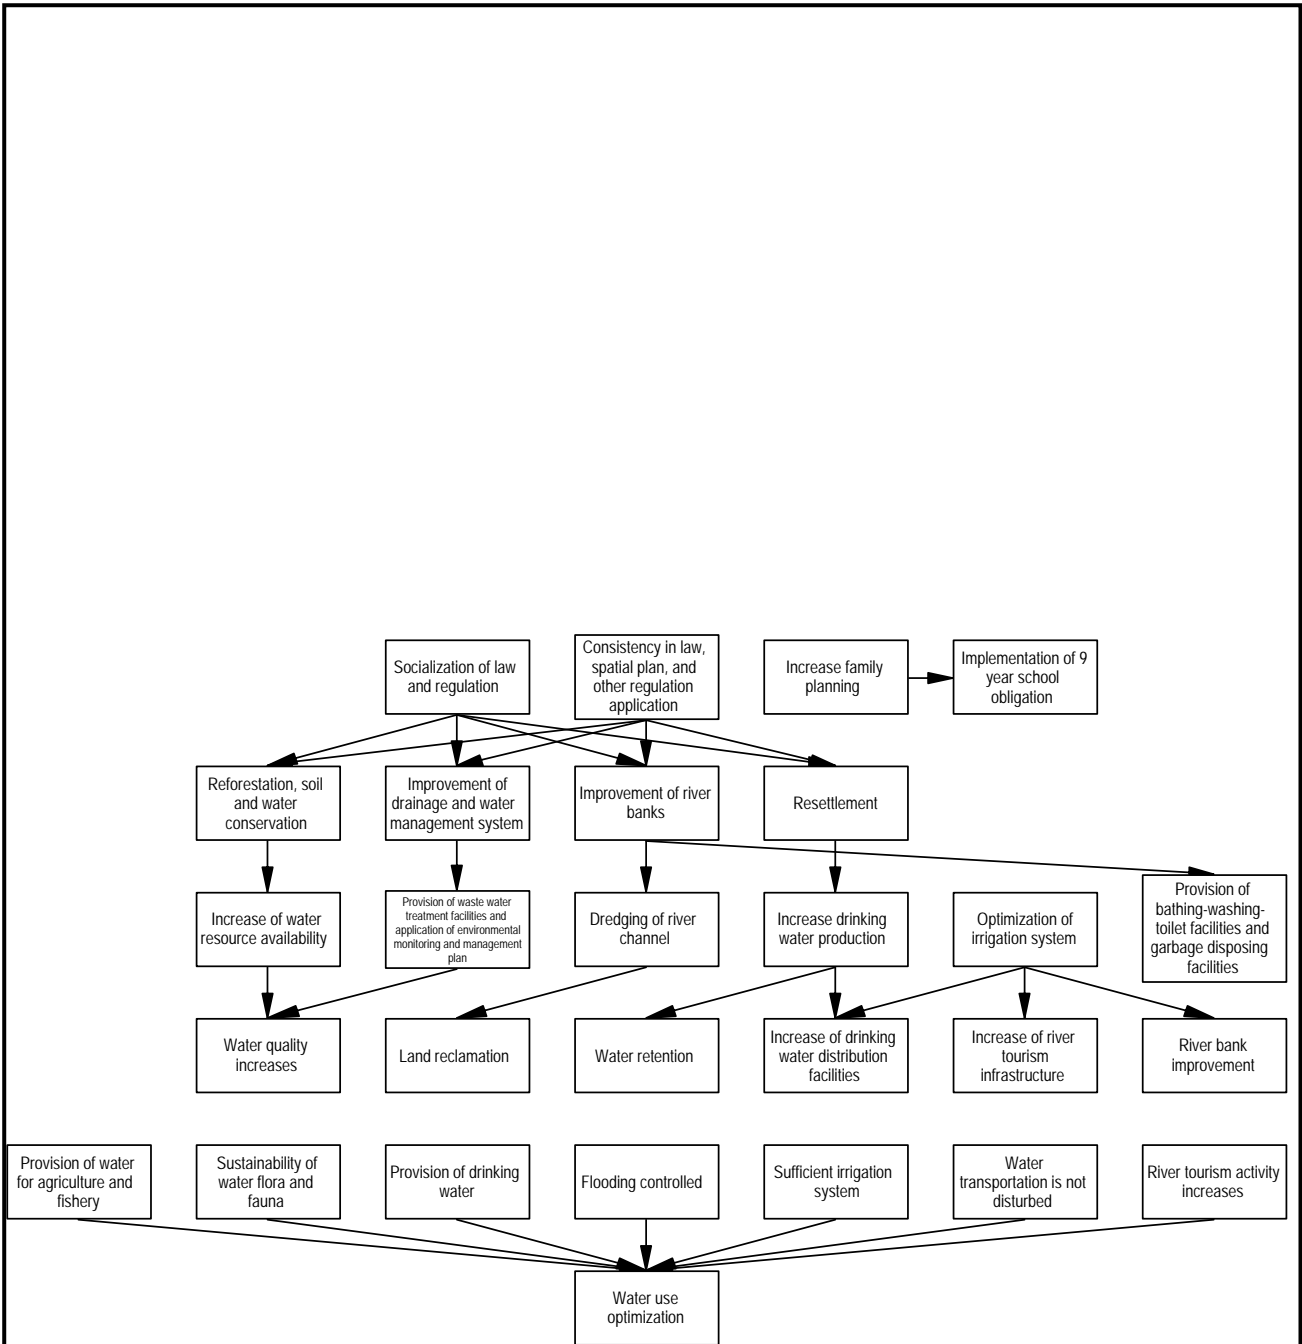 Socialization of law
and regulation
Consistency in law,
spatial plan, and
other regulation
application
Increase family
planning
Implementation of 9
year school
obligation
Reforestation, soil
and water
conservation
Improvement of
drainage and water
management system
Improvement of river
banks
Resettlement
Increase of water
resource availability
Provision of waste water
treatment facilities and
application of environmental
monitoring and management
plan
Dredging of river
channel
Increase drinking
water production
Optimization of
irrigation system
Provision of
bathing-washing-
toilet facilities and
garbage disposing
facilities
Water quality
increases
Land reclamation
Water retention
Increase of drinking
water distribution
facilities
Increase of river
tourism
infrastructure
River bank
improvement
Provision of water
for agriculture and
fishery
Sustainability of
water flora and
fauna
Provision of drinking
water
Flooding controlled
Sufficient irrigation
system
Water
transportation is not
disturbed
River tourism activity
increases
Water use
optimization